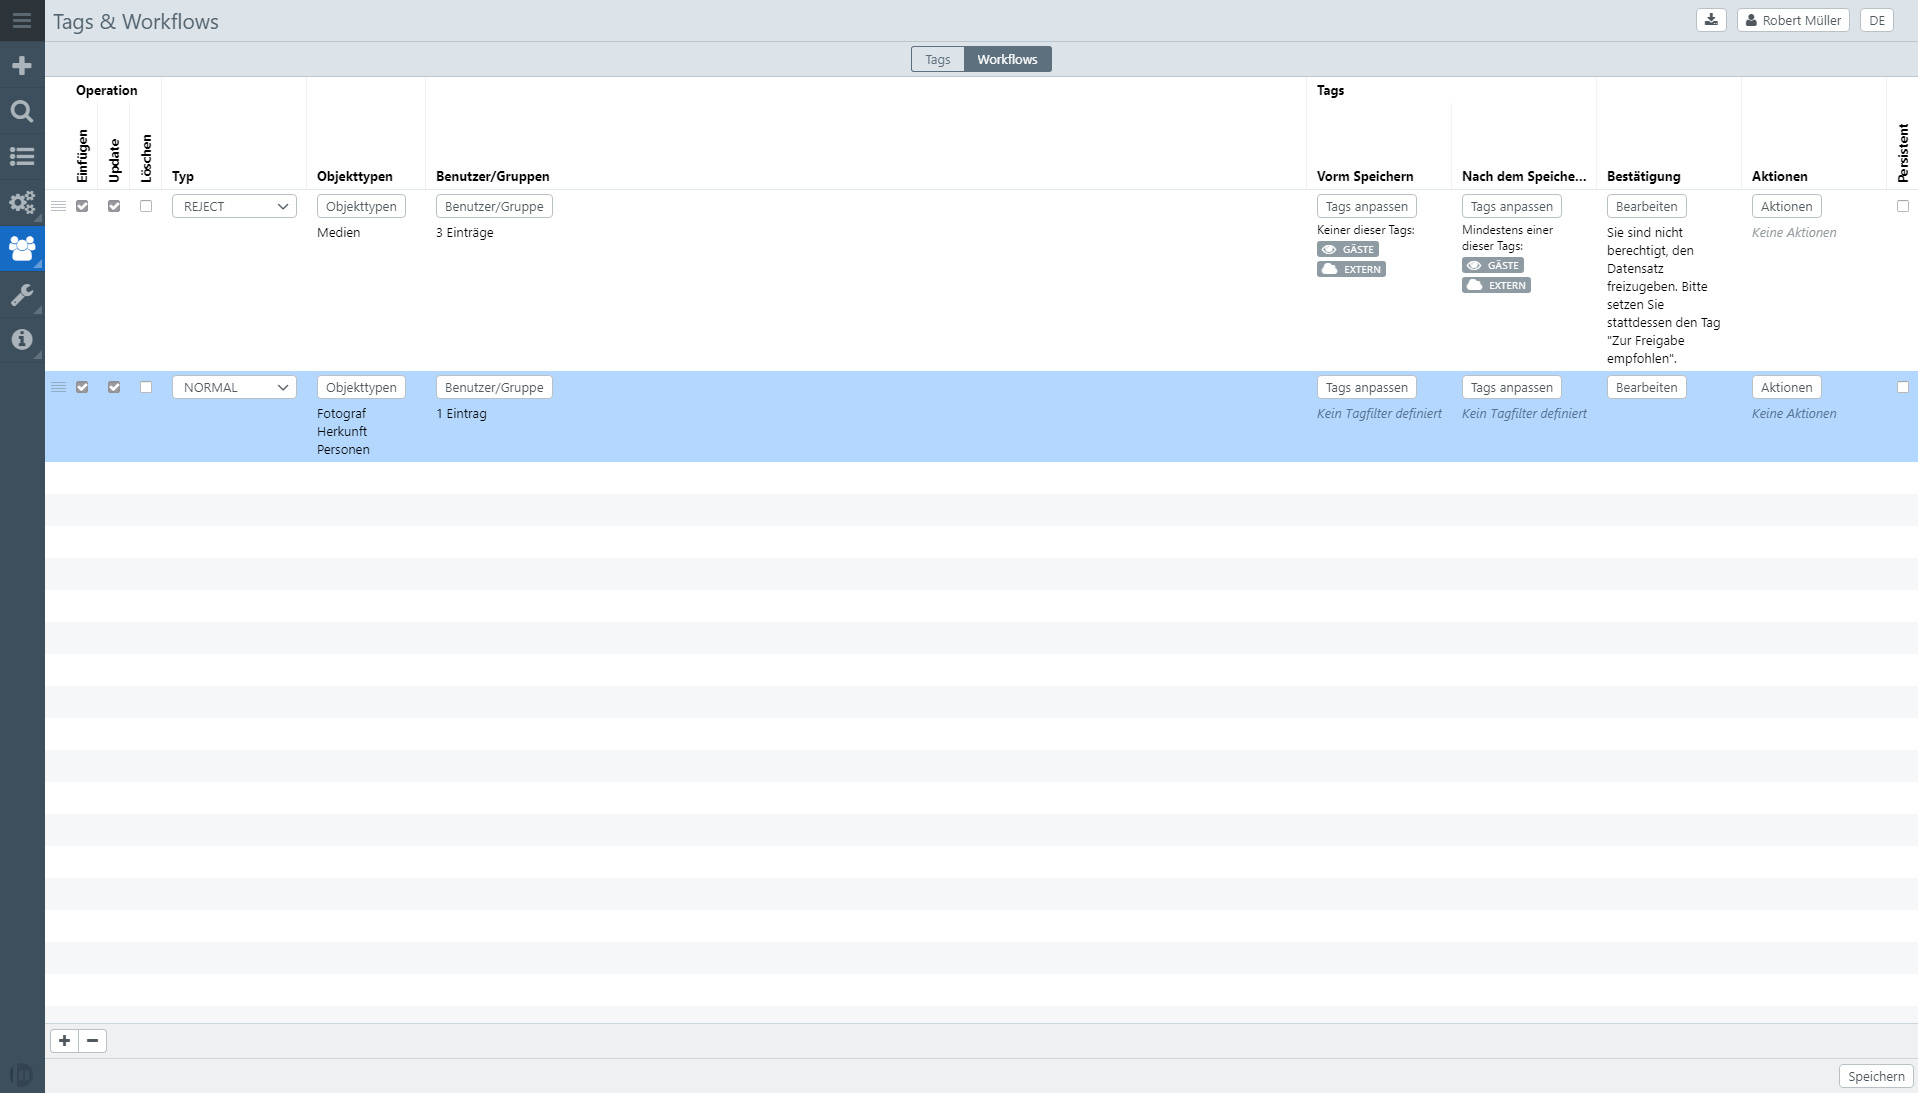 Tags & Workflows
Robert Müller
DE
Tags
Workflows
Operation
Tags
Einfügen
Update
Löschen
Typ
Objekttypen
Benutzer/Gruppen
Vorm Speichern
Nach dem Speiche...
Bestätigung
Aktionen
Persistent
REJECT
Objekttypen
Benutzer/Gruppe
Tags anpassen
Tags anpassen
Bearbeiten
Aktionen
Medien
3 Einträge
Keiner dieser Tags:
GÄSTE
EXTERN
Mindestens einer
dieser Tags:
GÄSTE
EXTERN
Sie sind nicht
berechtigt, den
Datensatz
freizugeben. Bitte
setzen Sie
stattdessen den Tag
"Zur Freigabe
empfohlen".
Keine Aktionen
NORMAL
Objekttypen
Benutzer/Gruppe
Tags anpassen
Tags anpassen
Bearbeiten
Aktionen
Fotograf
Herkunft
Personen
1 Eintrag
Kein Tagfilter definiert
Kein Tagfilter definiert
Keine Aktionen
Speichern